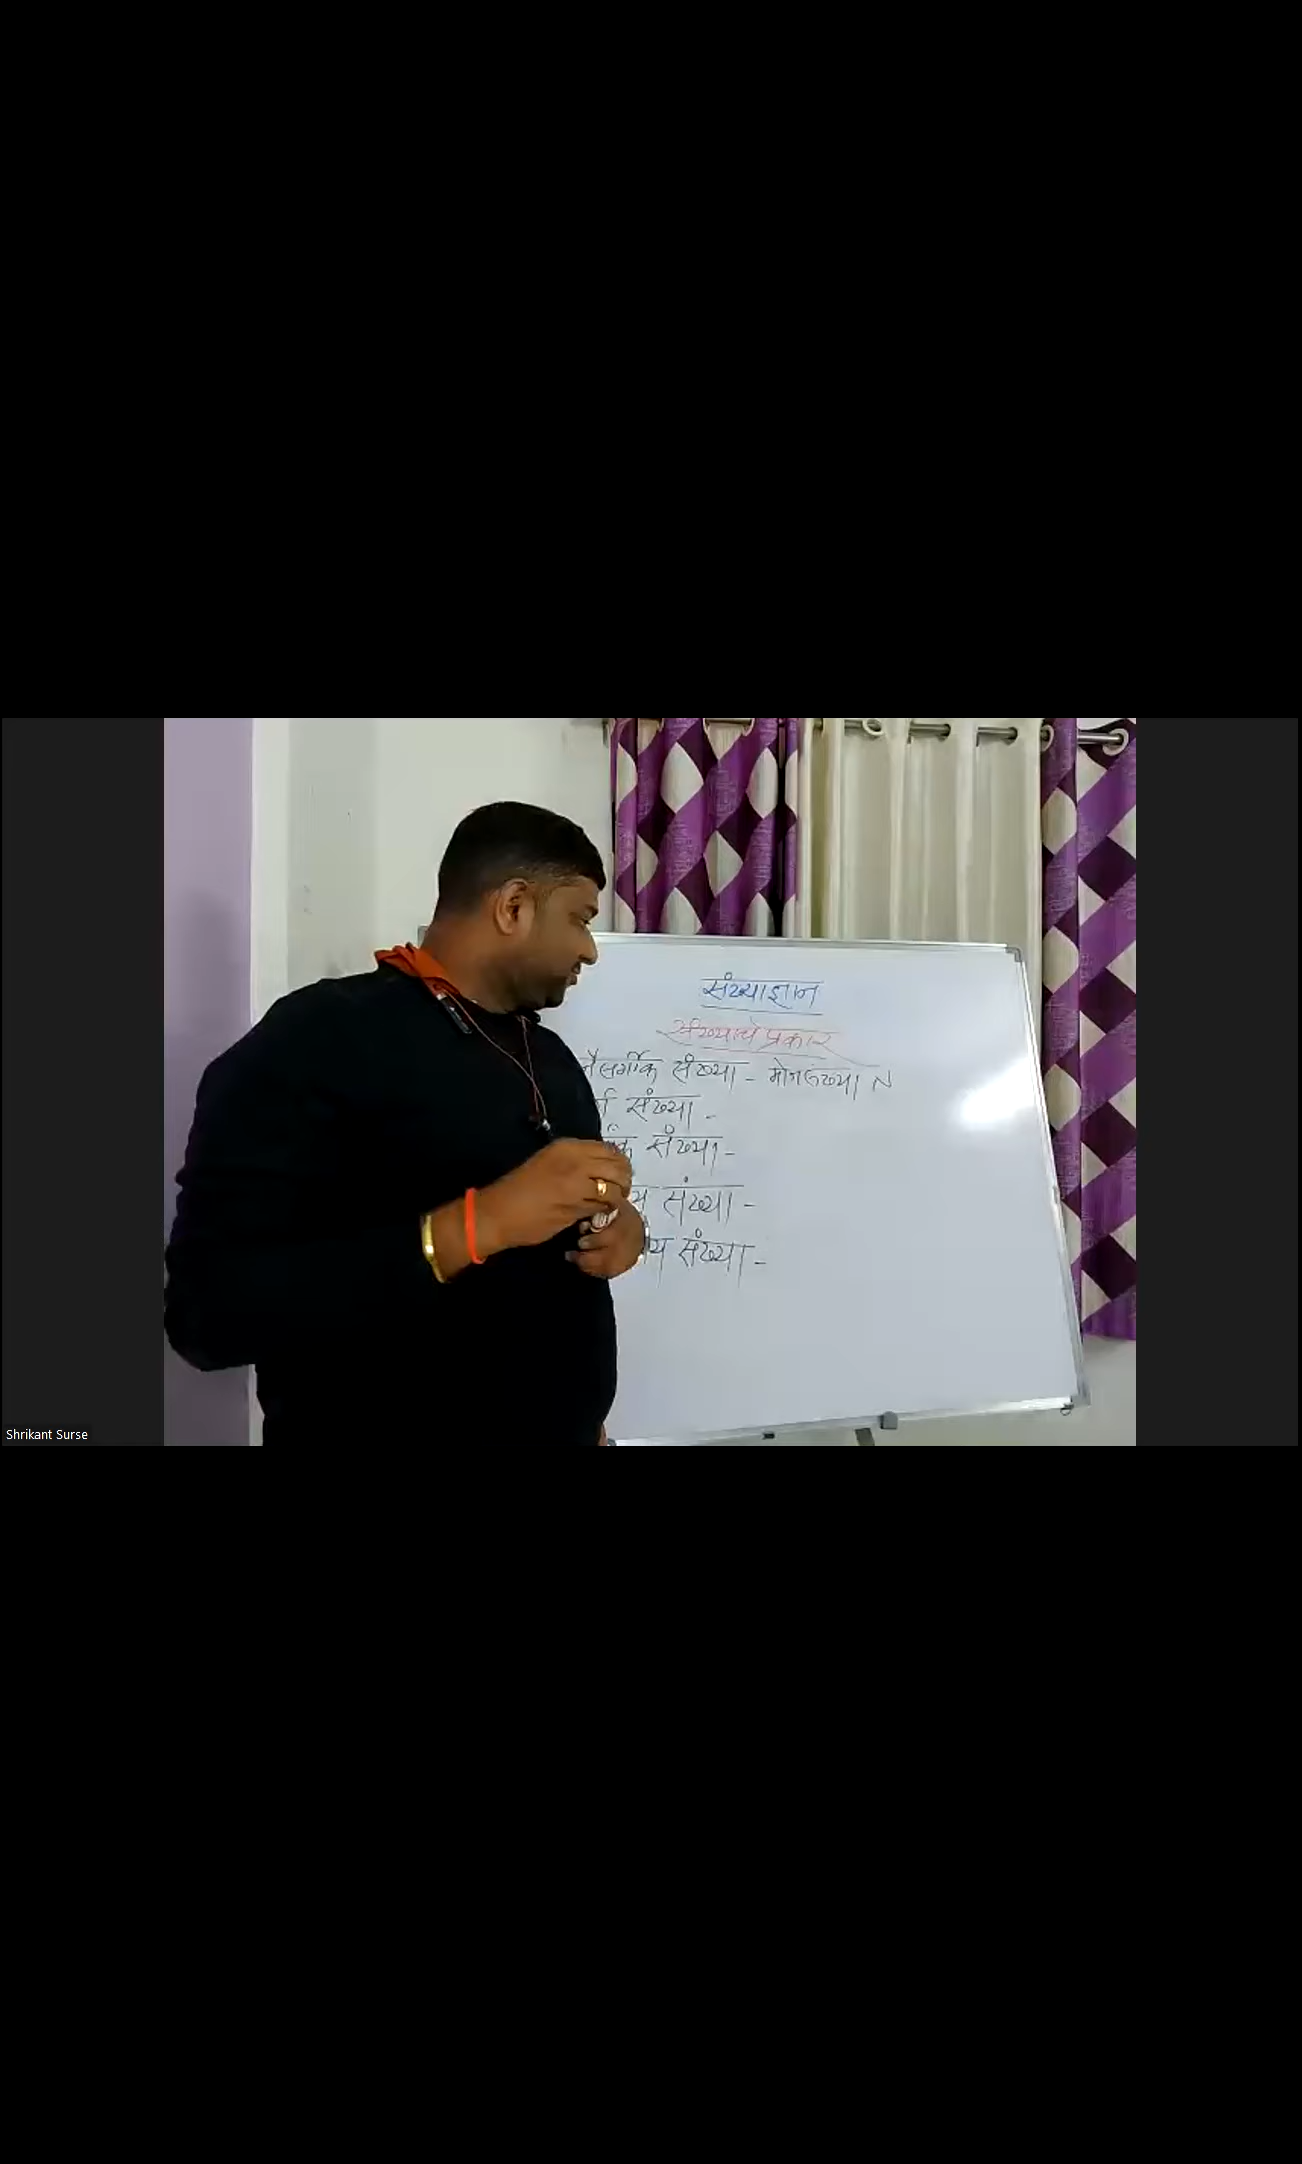 संख्याज्ञान
संख्याचे प्रकार
नैसर्गीक संख्या - मोजसंख्या N
संख्या -
संख्या -
संख्या -
संख्या -
Shrikant Surse